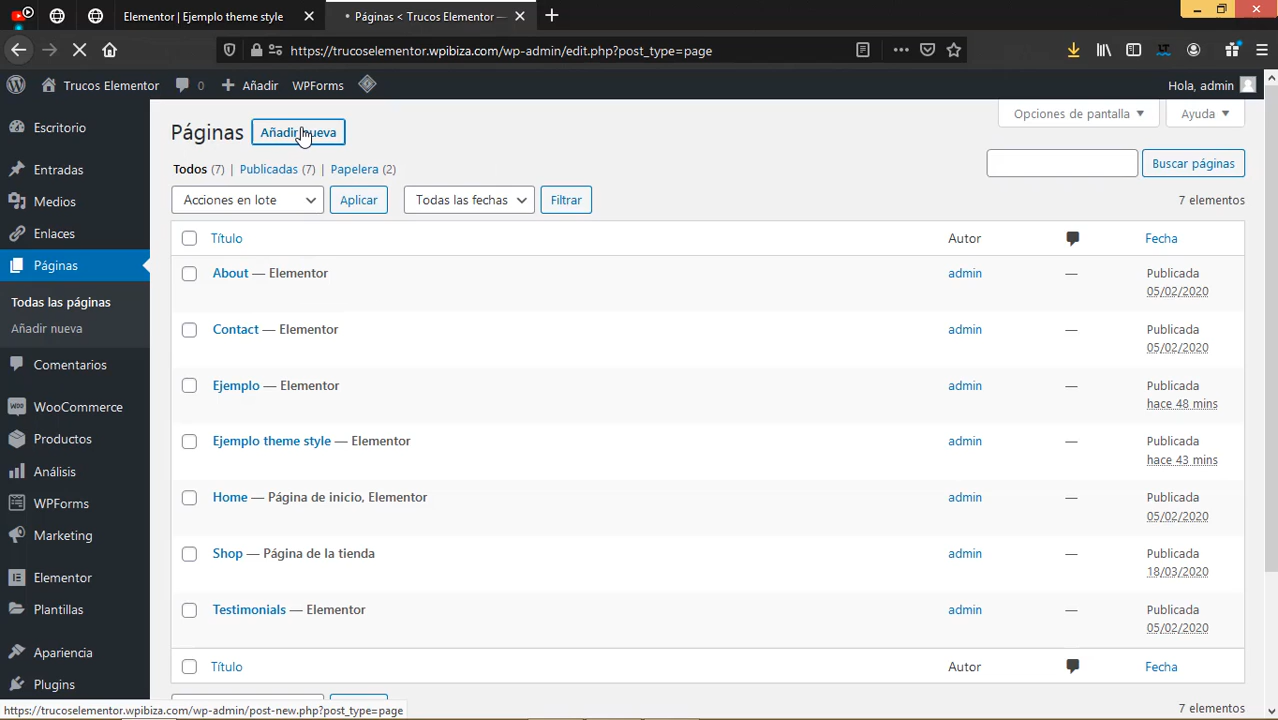 Elementor | Ejemplo theme style
Páginas < Trucos Elementor —
https://trucoselementor.wpibiza.com/wp-admin/edit.php?post_type=page
Trucos Elementor 0 Añadir WPForms Hola, admin
Opciones de pantalla Ayuda
Páginas Añadir nueva
Todos (7) | Publicadas (7) | Papelera (2)
Buscar páginas
Acciones en lote Aplicar Todas las fechas Filtrar 7 elementos
Título Autor Fecha
About — Elementor admin — Publicada
05/02/2020
Contact — Elementor admin — Publicada
05/02/2020
Ejemplo — Elementor admin — Publicada
hace 48 mins
Ejemplo theme style — Elementor admin — Publicada
hace 43 mins
Home — Página de inicio, Elementor admin — Publicada
05/02/2020
Shop — Página de la tienda admin — Publicada
18/03/2020
Testimonials — Elementor admin — Publicada
05/02/2020
Título Autor Fecha
7 elementos
Escritorio
Entradas
Medios
Enlaces
Páginas
Todas las páginas
Añadir nueva
Comentarios
WooCommerce
Productos
Análisis
WPForms
Marketing
Elementor
Plantillas
Apariencia
Plugins
https://trucoselementor.wpibiza.com/wp-admin/post-new.php?post_type=page